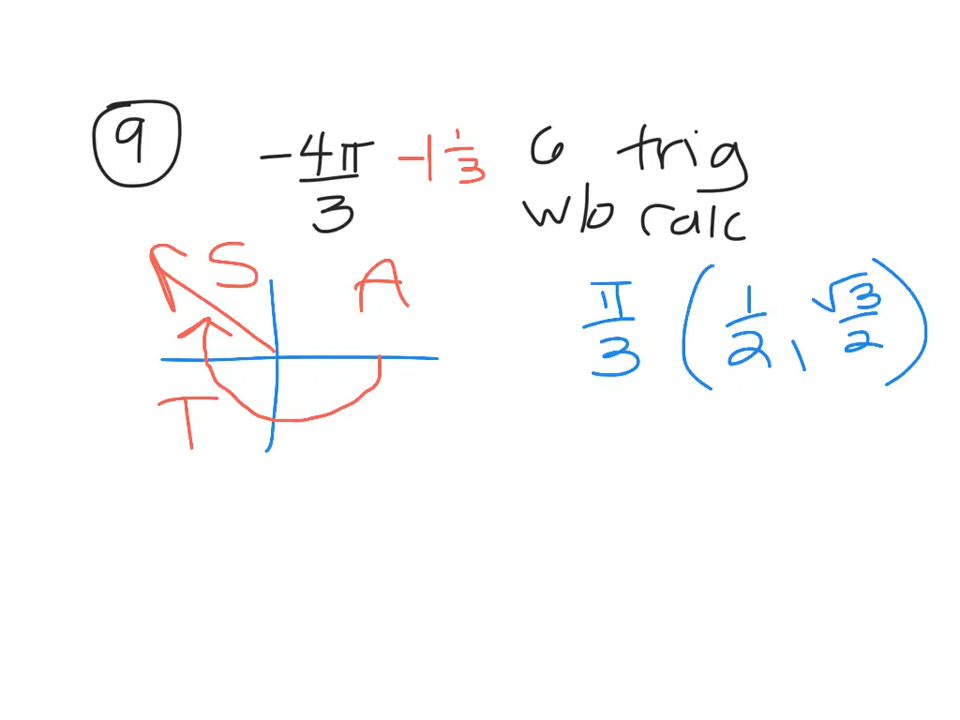 9 -4π/3 -1 1/3 6 trig
w/o calc
S A
π/3 (1/2, √3/2)
T